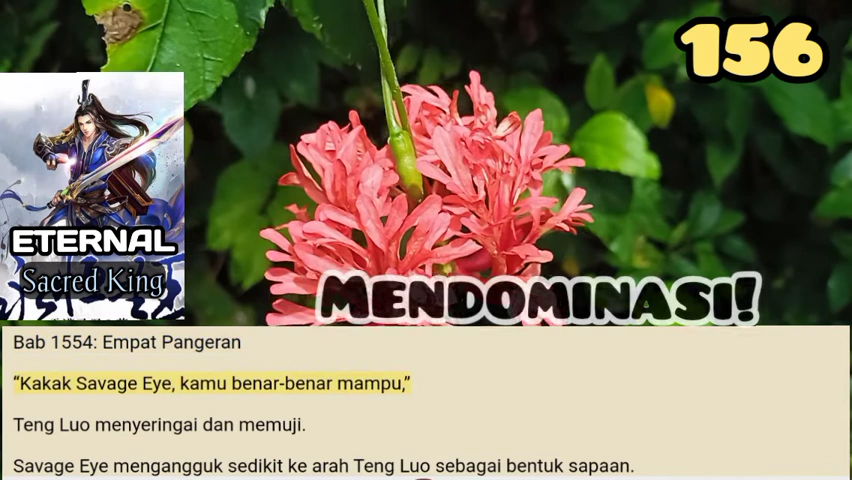 156
ETERNAL
Sacred King
MENDOMINASI!
Bab 1554: Empat Pangeran
“Kakak Savage Eye, kamu benar-benar mampu,”
Teng Luo menyeringai dan memuji.
Savage Eye mengangguk sedikit ke arah Teng Luo sebagai bentuk sapaan.